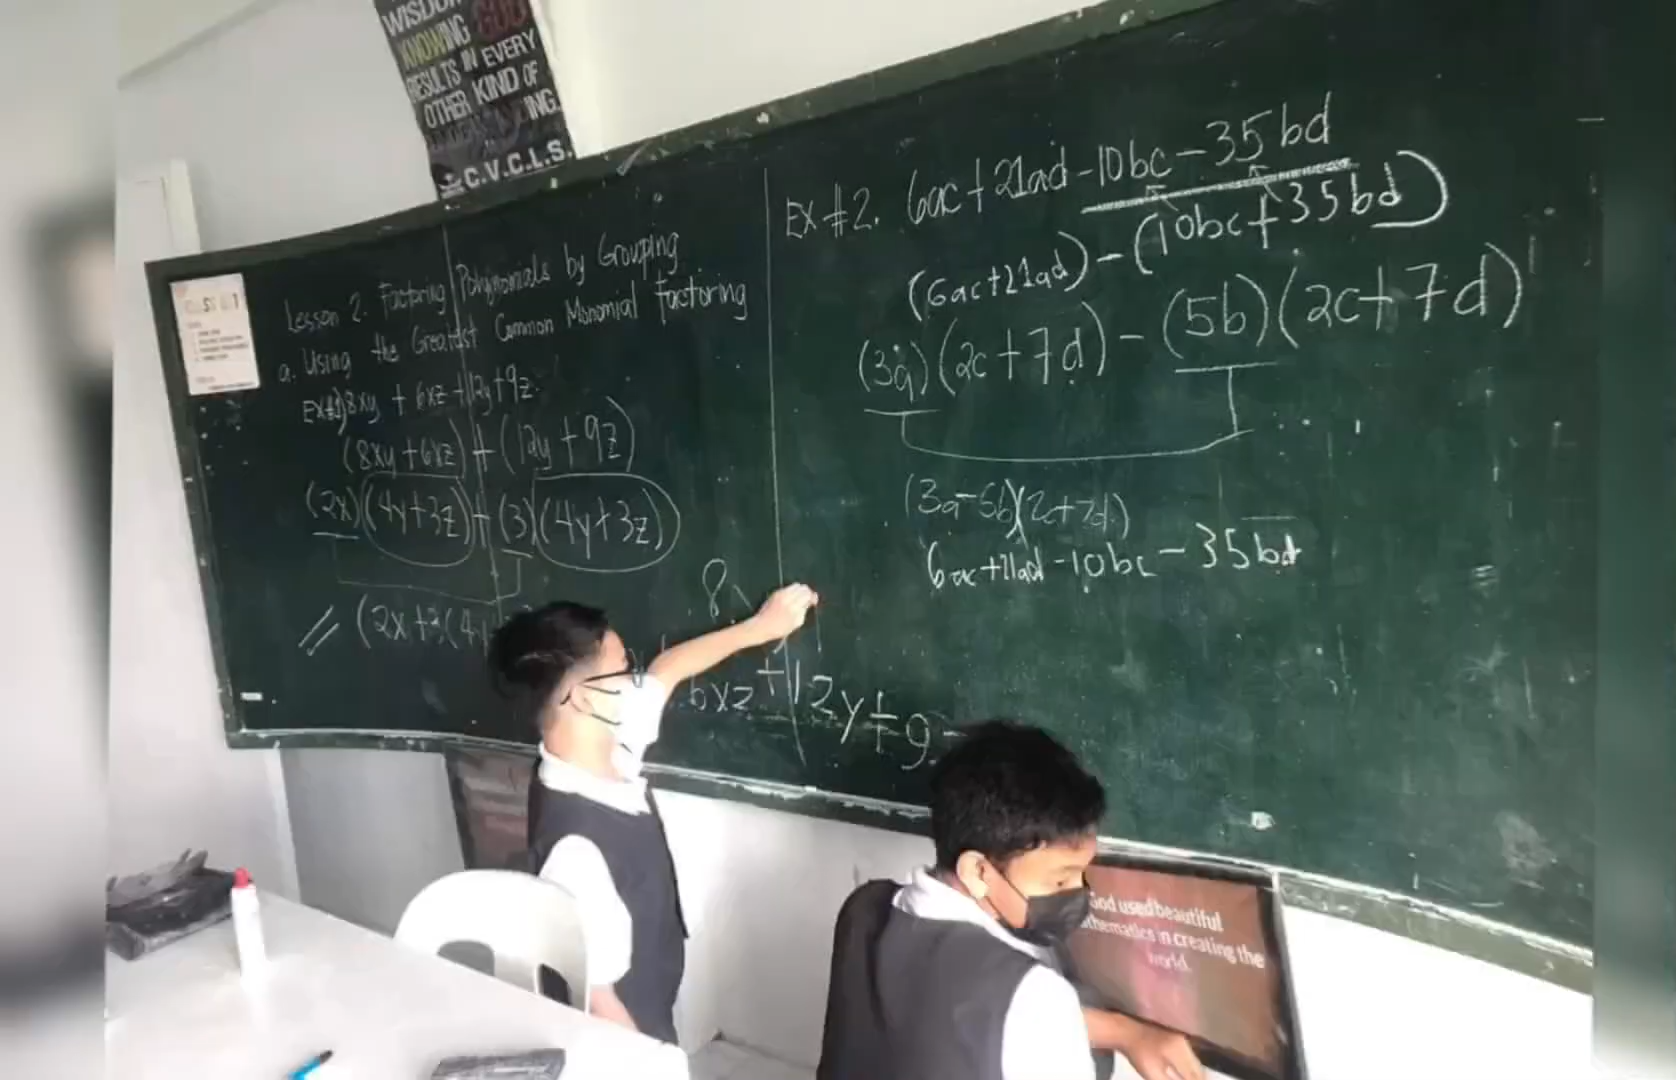 WISDOM
KNOWING GOD
RESULTS IN EVERY
OTHER KIND OF
C.V.C.L.S.
Lesson 2. Factoring Polynomials by Grouping
a. Using the Greatest Common Monomial Factoring
Ex#1) 8xy + 6xz + 12y + 9z.
(8xy + 6xz) + (12y + 9z)
(2x)(4y+3z) + (3)(4y+3z)
// (2x+3(4y
8
6xz + 12y + 9
Ex #2. 6ac + 21ad - 10bc - 35bd
(6ac+21ad) - (10bc + 35bd)
(3a)(2c + 7d) - (5b)(2c + 7d)
(3a-5b)(2c+7d)
6ac + 21ad - 10bc - 35bd
God used beautiful
in creating the
world.